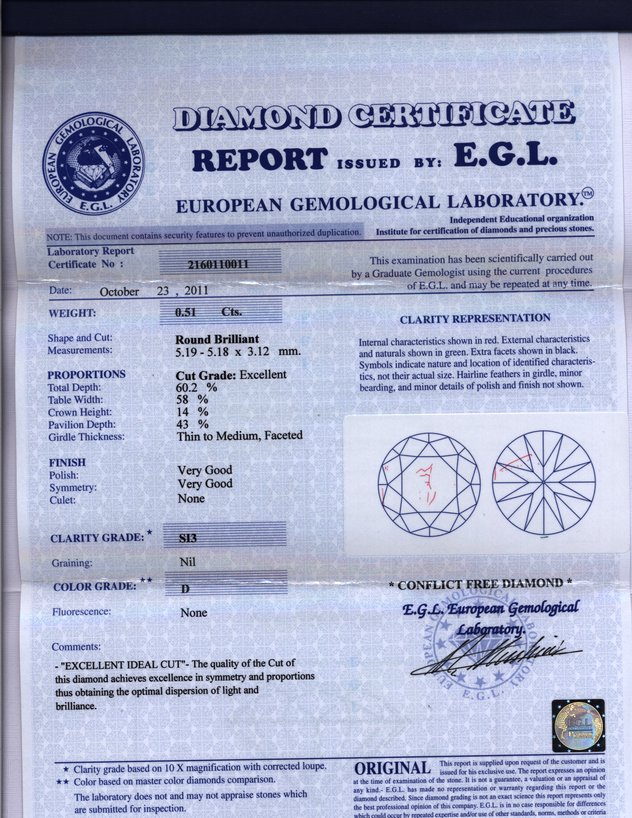 EUROPEAN GEMOLOGICAL LABORATORY
E.G.L.
DIAMOND CERTIFICATE
REPORT ISSUED BY: E.G.L.
EUROPEAN GEMOLOGICAL LABORATORY.™
Independent Educational organization
Institute for certification of diamonds and precious stones.
NOTE: This document contains security features to prevent unauthorized duplication.
Laboratory Report
Certificate No : 2160110011
This examination has been scientifically carried out
by a Graduate Gemologist using the current procedures
of E.G.L. and may be repeated at any time.
Date: October 23 , 2011
WEIGHT: 0.51 Cts.
Shape and Cut: Round Brilliant
Measurements: 5.19 - 5.18 x 3.12 mm.
PROPORTIONS Cut Grade: Excellent
Total Depth: 60.2 %
Table Width: 58 %
Crown Height: 14 %
Pavilion Depth: 43 %
Girdle Thickness: Thin to Medium, Faceted
FINISH
Polish: Very Good
Symmetry: Very Good
Culet: None
CLARITY GRADE: * SI3
Graining: Nil
COLOR GRADE: ** D
Fluorescence: None
Comments:
- "EXCELLENT IDEAL CUT"- The quality of the Cut of
this diamond achieves excellence in symmetry and proportions
thus obtaining the optimal dispersion of light and
brilliance.
CLARITY REPRESENTATION
Internal characteristics shown in red. External characteristics
and naturals shown in green. Extra facets shown in black.
Symbols indicate nature and location of identified characteris-
tics, not their actual size. Hairline feathers in girdle, minor
bearding, and minor details of polish and finish not shown.
* CONFLICT FREE DIAMOND *
E.G.L. European Gemological
Laboratory.
E.G.L.
★ Clarity grade based on 10 X magnification with corrected loupe.
★★ Color based on master color diamonds comparison.
The laboratory does not and may not appraise stones which
are submitted for inspection.
ORIGINAL This report is supplied upon request of the customer and is
issued for his exclusive use. The report expresses an opinion
at the time of examination of the stone. It is not a guarantee, a valuation or an appraisal of
any kind.- E.G.L. has made no representation or warranty regarding this report or the
diamond described. Since diamond grading is not an exact science this report represents only
the best professional opinion of this company. E.G.L. is in no case responsible for differences
which could occur by repeated expertise and/or use of other standards, norms, methods or criteria